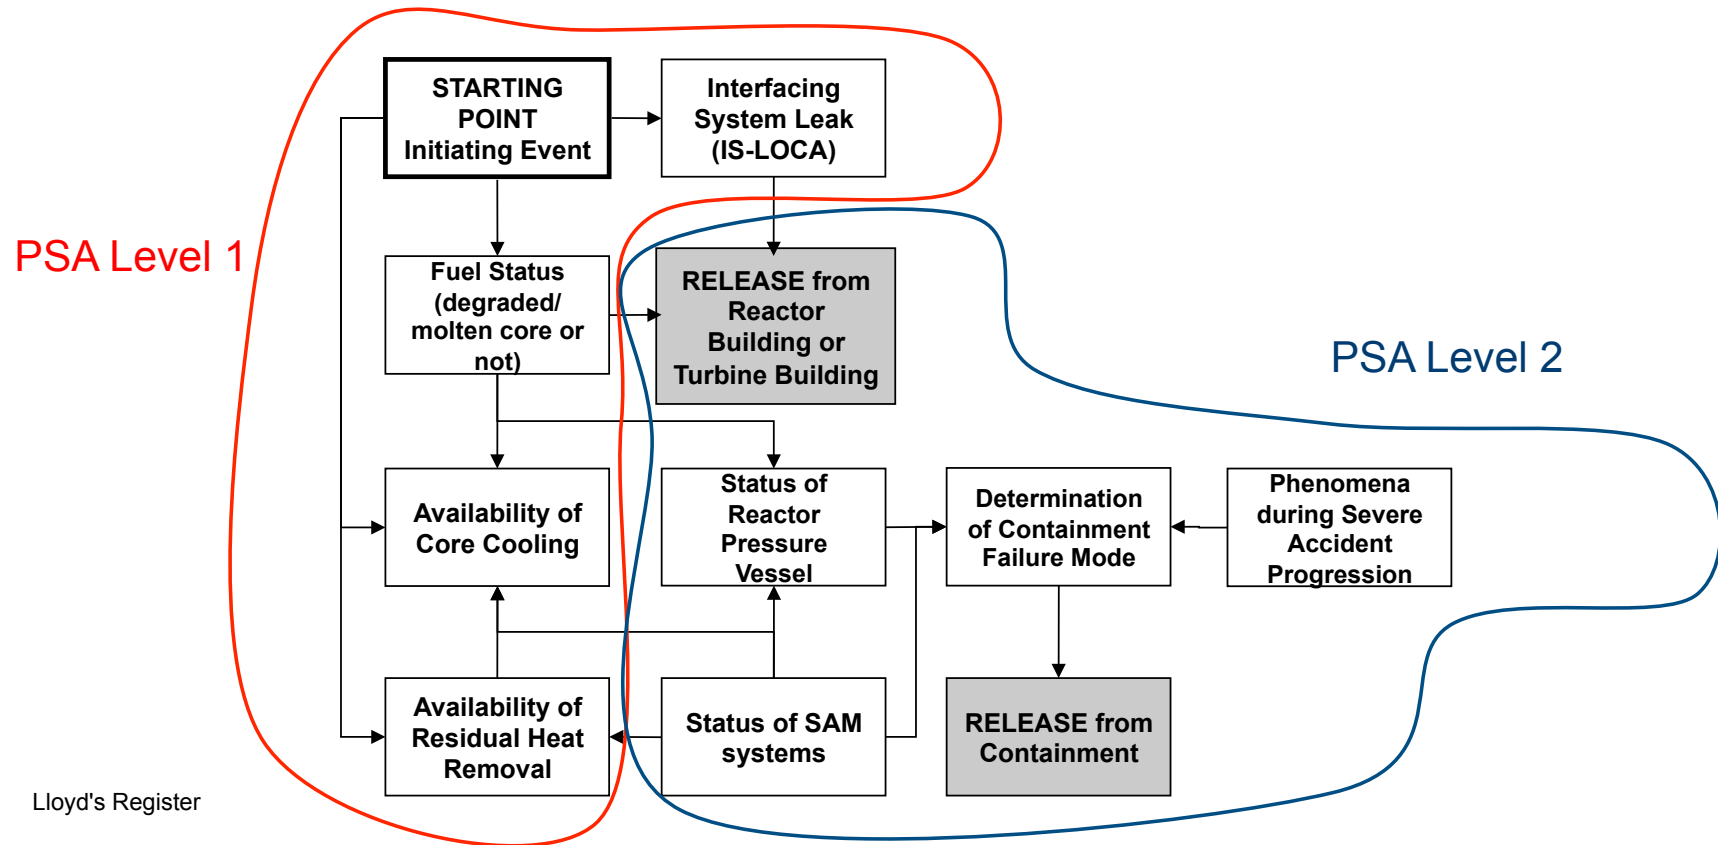 STARTING
POINT
Initiating Event
Interfacing
System Leak
(IS-LOCA)
PSA Level 1
Fuel Status
(degraded/
molten core or
not)
RELEASE from
Reactor
Building or
Turbine Building
PSA Level 2
Availability of
Core Cooling
Status of
Reactor
Pressure
Vessel
Determination
of Containment
Failure Mode
Phenomena
during Severe
Accident
Progression
Availability of
Residual Heat
Removal
Status of SAM
systems
RELEASE from
Containment
Lloyd's Register